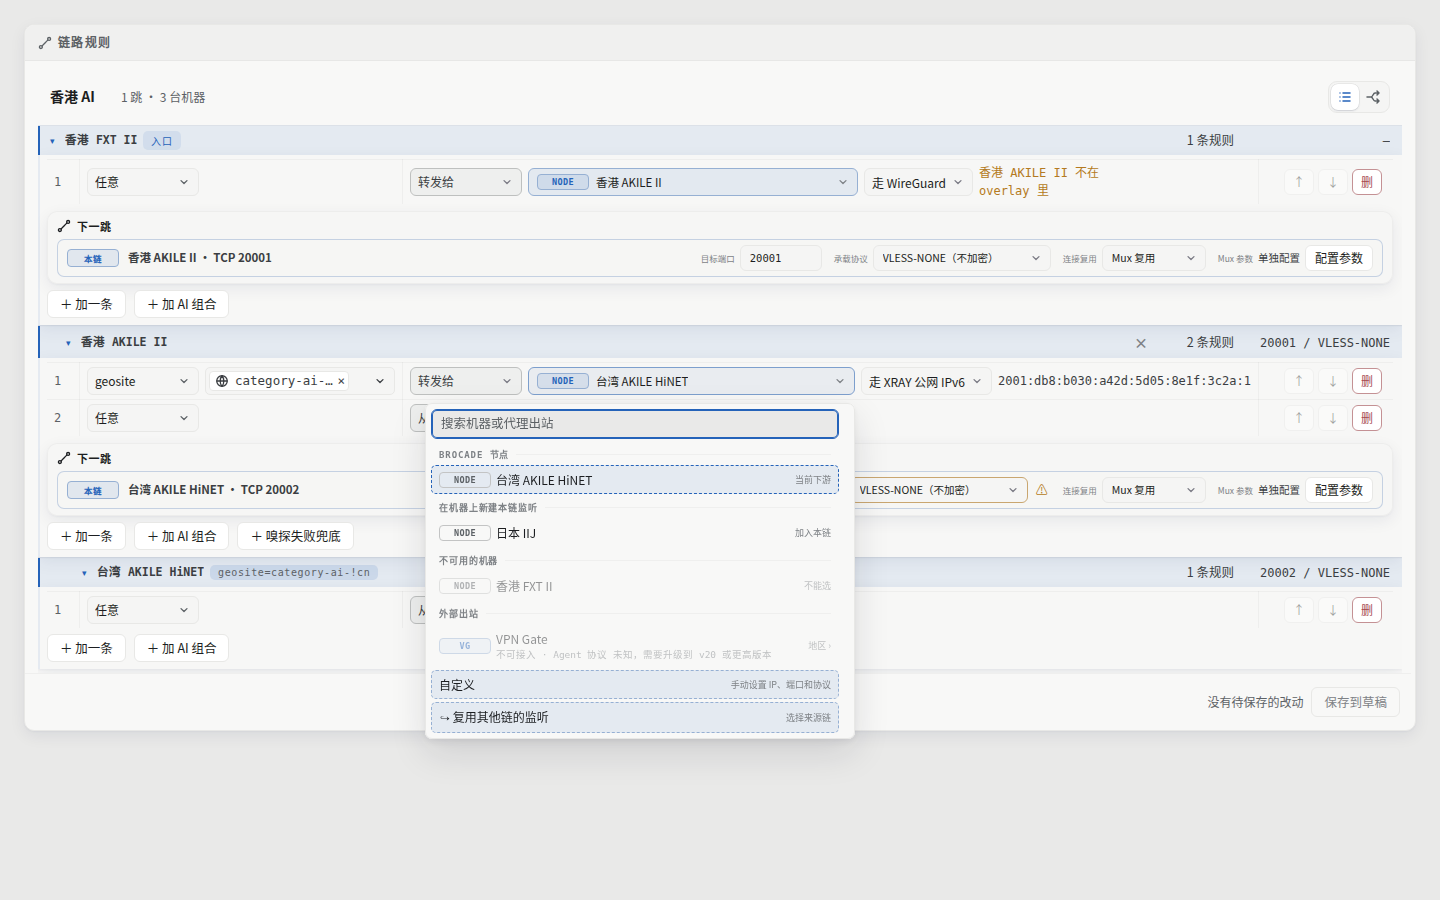 链路规则
香港 AI 1 跳 · 3 台机器
▾ 香港 FXT II 入口 1 条规则 —
1 任意 转发给 NODE 香港 AKILE II 走 WireGuard 香港 AKILE II 不在 overlay 里 ↑ ↓ 删
下一跳
本链 香港 AKILE II · TCP 20001 目标端口 20001 承载协议 VLESS-NONE（不加密） 连接复用 Mux 复用 Mux 参数 单独配置 配置参数
＋ 加一条 ＋ 加 AI 组合
▾ 香港 AKILE II × 2 条规则 20001 / VLESS-NONE
1 geosite category-ai-… × 转发给 NODE 台湾 AKILE HiNET 走 XRAY 公网 IPv6 2001:db8:b030:a42d:5d05:8e1f:3c2a:1 ↑ ↓ 删
2 任意 从 ↑ ↓ 删
下一跳
本链 台湾 AKILE HiNET · TCP 20002 VLESS-NONE（不加密） 连接复用 Mux 复用 Mux 参数 单独配置 配置参数
＋ 加一条 ＋ 加 AI 组合 ＋ 嗅探失败兜底
▾ 台湾 AKILE HiNET geosite=category-ai-!cn 1 条规则 20002 / VLESS-NONE
1 任意 从 ↑ ↓ 删
＋ 加一条 ＋ 加 AI 组合
搜索机器或代理出站
BROCADE 节点
NODE 台湾 AKILE HiNET 当前下游
在机器上新建本链监听
NODE 日本 IIJ 加入本链
不可用的机器
NODE 香港 FXT II 不能选
外部出站
VG VPN Gate 地区 ›
不可接入 · Agent 协议 未知，需要升级到 v20 或更高版本
自定义 手动设置 IP、端口和协议
↪ 复用其他链的监听 选择来源链
没有待保存的改动 保存到草稿